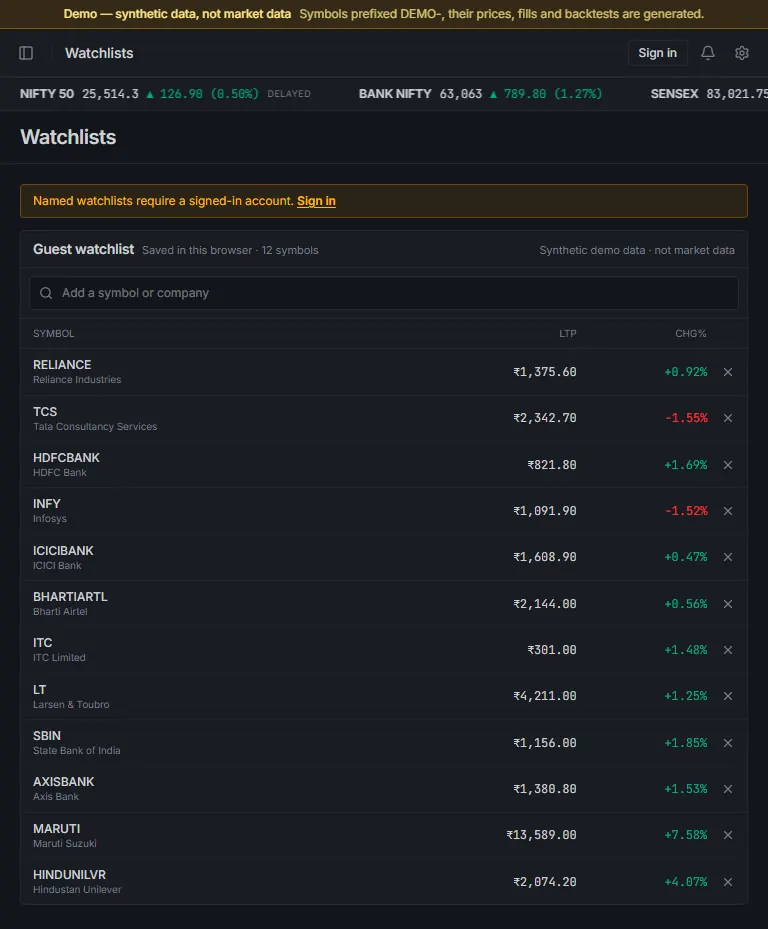 Demo — synthetic data, not market data Symbols prefixed DEMO-, their prices, fills and backtests are generated.
Watchlists Sign in
NIFTY 50 25,514.3 ▲ 126.90 (0.50%) DELAYED BANK NIFTY 63,063 ▲ 789.80 (1.27%) SENSEX 83,021.75
Watchlists
Named watchlists require a signed-in account. Sign in
Guest watchlist Saved in this browser · 12 symbols Synthetic demo data · not market data
Add a symbol or company
SYMBOL LTP CHG%
RELIANCE ₹1,375.60 +0.92%
Reliance Industries
TCS ₹2,342.70 -1.55%
Tata Consultancy Services
HDFCBANK ₹821.80 +1.69%
HDFC Bank
INFY ₹1,091.90 -1.52%
Infosys
ICICIBANK ₹1,608.90 +0.47%
ICICI Bank
BHARTIARTL ₹2,144.00 +0.56%
Bharti Airtel
ITC ₹301.00 +1.48%
ITC Limited
LT ₹4,211.00 +1.25%
Larsen & Toubro
SBIN ₹1,156.00 +1.85%
State Bank of India
AXISBANK ₹1,380.80 +1.53%
Axis Bank
MARUTI ₹13,589.00 +7.58%
Maruti Suzuki
HINDUNILVR ₹2,074.20 +4.07%
Hindustan Unilever